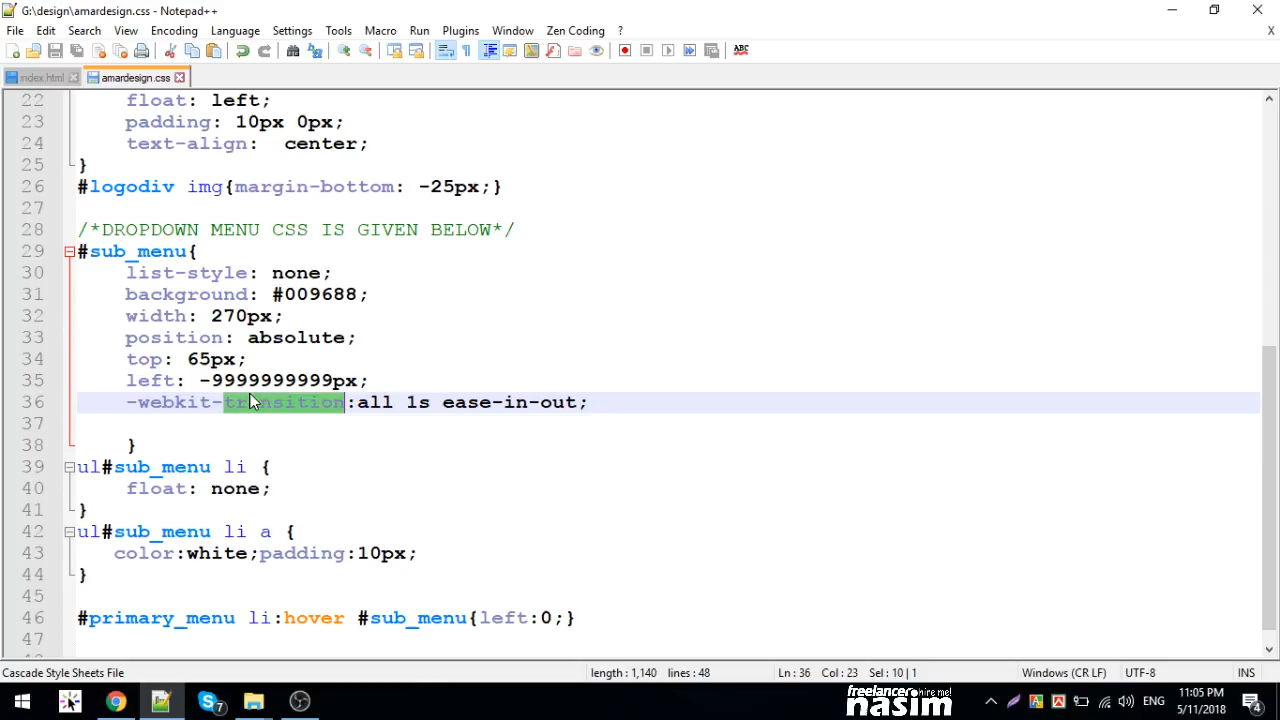 G:\design\amardesign.css - Notepad++
File Edit Search View Encoding Language Settings Tools Macro Run Plugins Window Zen Coding ? X
index.html amardesign.css
22 float: left;
23 padding: 10px 0px;
24 text-align:  center;
25 }
26 #logodiv img{margin-bottom: -25px;}
27
28 /*DROPDOWN MENU CSS IS GIVEN BELOW*/
29 #sub_menu{
30 list-style: none;
31 background: #009688;
32 width: 270px;
33 position: absolute;
34 top: 65px;
35 left: -9999999999px;
36 -webkit-transition:all 1s ease-in-out;
37
38 }
39 ul#sub_menu li {
40 float: none;
41 }
42 ul#sub_menu li a {
43 color:white;padding:10px;
44 }
45
46 #primary_menu li:hover #sub_menu{left:0;}
47
Cascade Style Sheets File length : 1,140 lines : 48 Ln : 36 Col : 23 Sel : 10 | 1 Windows (CR LF) UTF-8 INS
freelancer hire me!
nasim
ENG
11:05 PM
5/11/2018